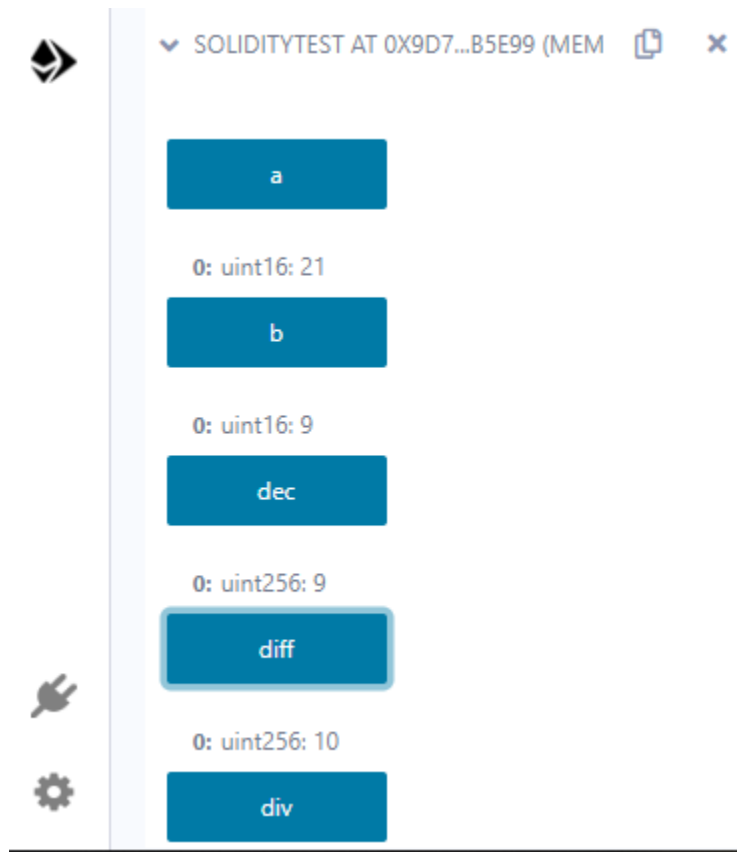 SOLIDITYTEST AT 0X9D7...B5E99 (MEM
a
0: uint16: 21
b
0: uint16: 9
dec
0: uint256: 9
diff
0: uint256: 10
div